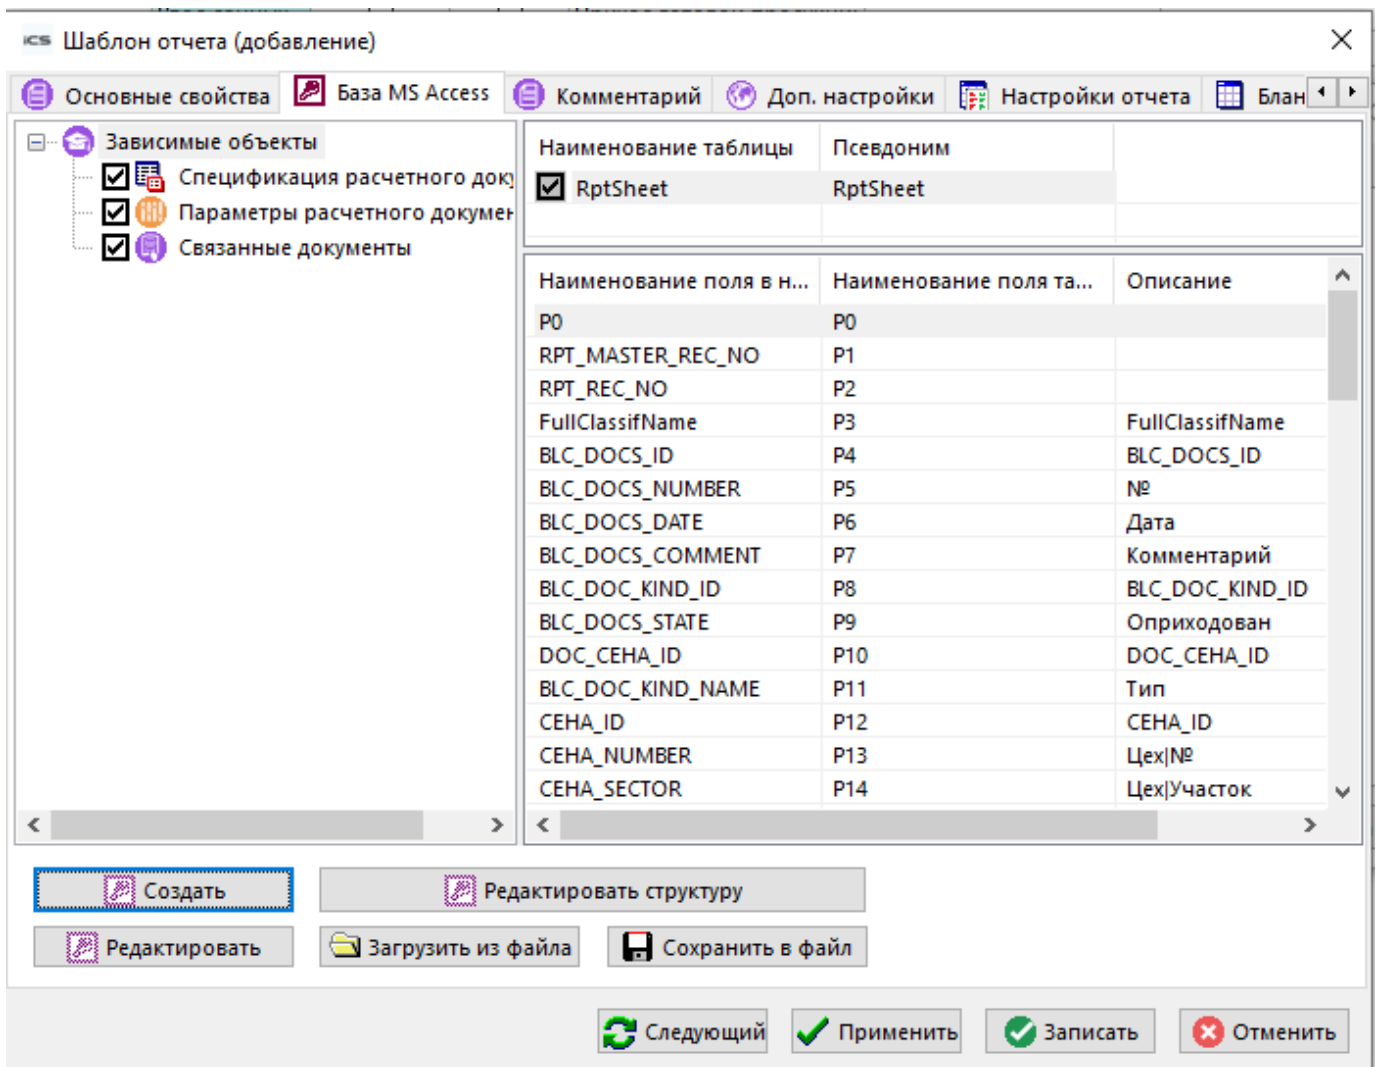 iCS Шаблон отчета (добавление)
Основные свойства База MS Access Комментарий Доп. настройки Настройки отчета Блан
Зависимые объекты
Спецификация расчетного док
Параметры расчетного докумен
Связанные документы
Наименование таблицы Псевдоним
RptSheet RptSheet
Наименование поля в н... Наименование поля та... Описание
P0 P0
RPT_MASTER_REC_NO P1
RPT_REC_NO P2
FullClassifName P3 FullClassifName
BLC_DOCS_ID P4 BLC_DOCS_ID
BLC_DOCS_NUMBER P5 №
BLC_DOCS_DATE P6 Дата
BLC_DOCS_COMMENT P7 Комментарий
BLC_DOC_KIND_ID P8 BLC_DOC_KIND_ID
BLC_DOCS_STATE P9 Оприходован
DOC_CEHA_ID P10 DOC_CEHA_ID
BLC_DOC_KIND_NAME P11 Тип
CEHA_ID P12 CEHA_ID
CEHA_NUMBER P13 Цех|№
CEHA_SECTOR P14 Цех|Участок
Создать Редактировать структуру
Редактировать Загрузить из файла Сохранить в файл
Следующий Применить Записать Отменить